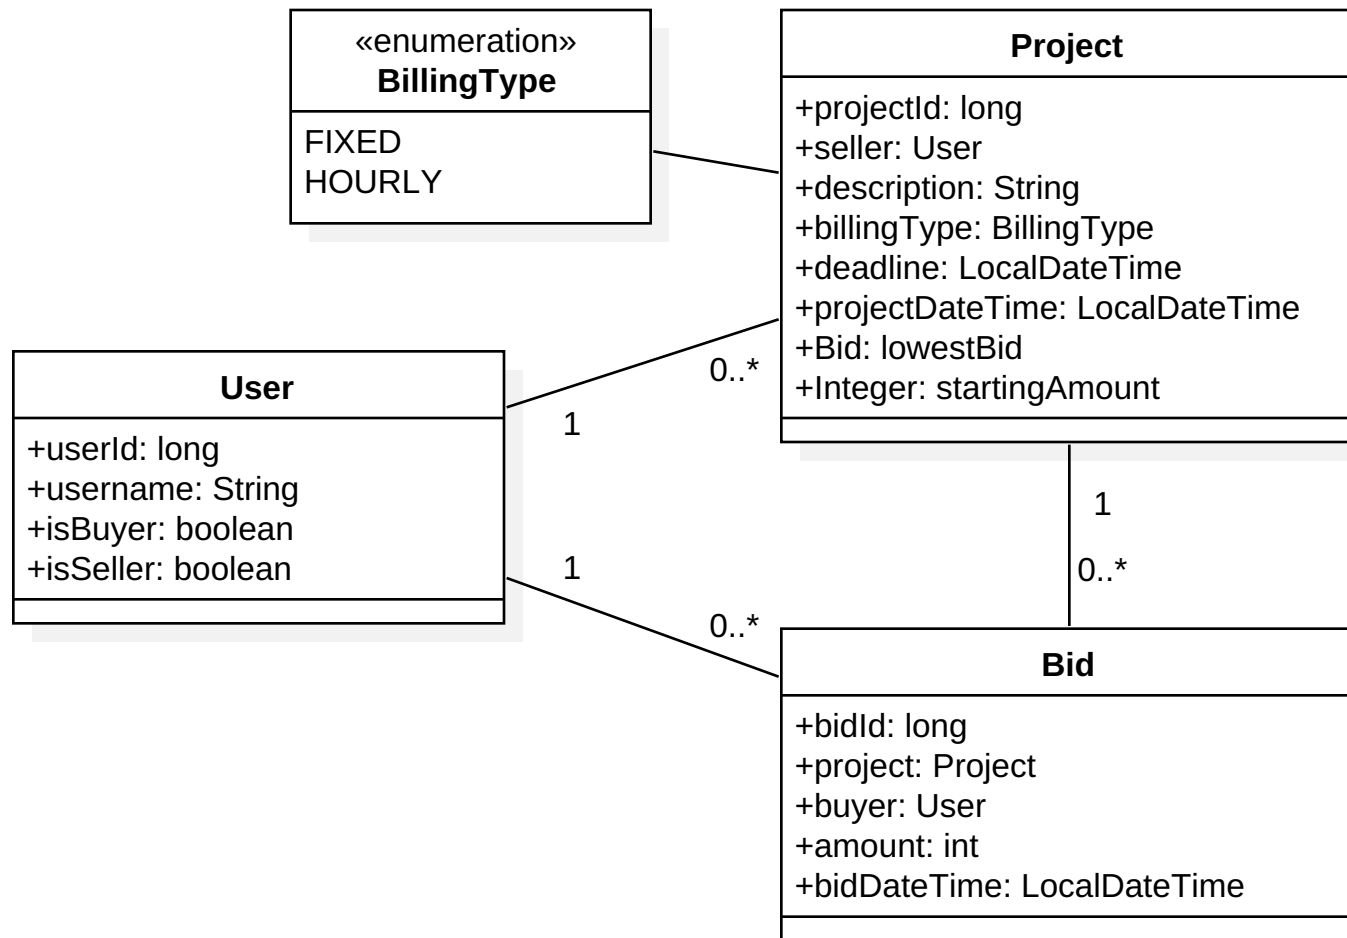 «enumeration»
BillingType
FIXED
HOURLY
Project
+projectId: long
+seller: User
+description: String
+billingType: BillingType
+deadline: LocalDateTime
+projectDateTime: LocalDateTime
+Bid: lowestBid
+Integer: startingAmount
0..*
1
User
+userId: long
+username: String
+isBuyer: boolean
+isSeller: boolean
1
0..*
1
0..*
Bid
+bidId: long
+project: Project
+buyer: User
+amount: int
+bidDateTime: LocalDateTime